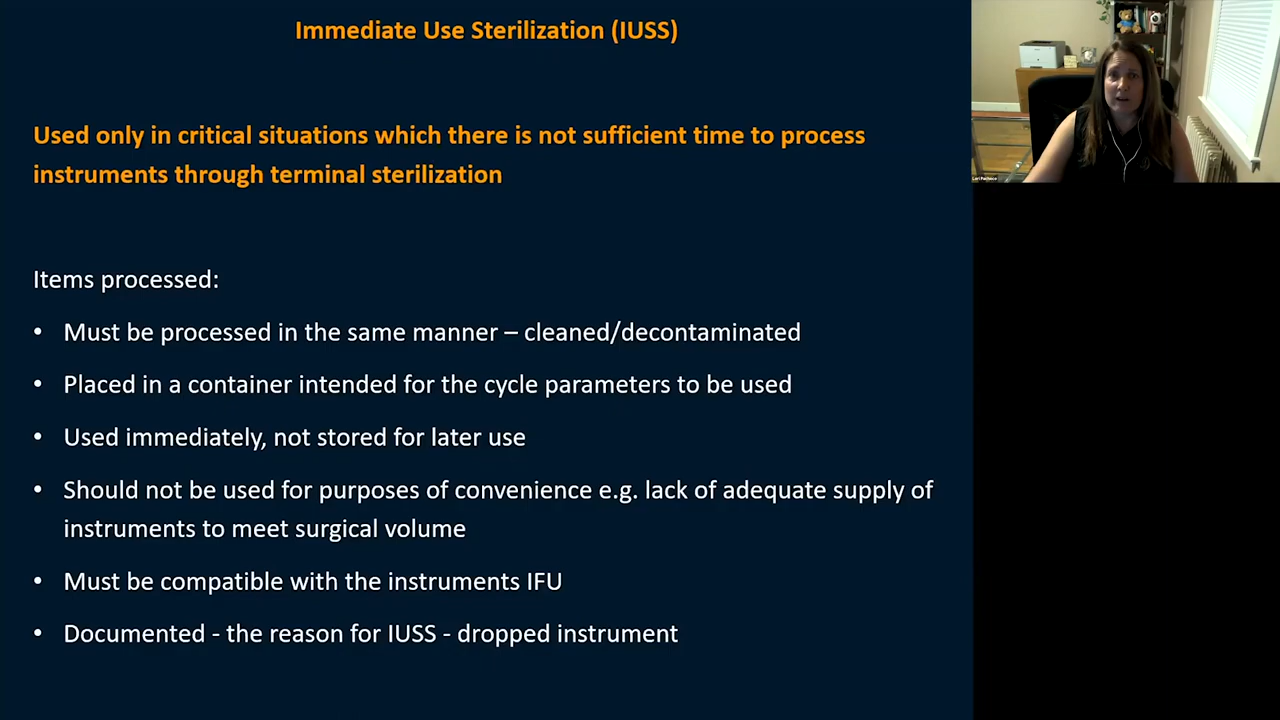 Immediate Use Sterilization (IUSS)
Used only in critical situations which there is not sufficient time to process
instruments through terminal sterilization
Items processed:
• Must be processed in the same manner – cleaned/decontaminated
• Placed in a container intended for the cycle parameters to be used
• Used immediately, not stored for later use
• Should not be used for purposes of convenience e.g. lack of adequate supply of
instruments to meet surgical volume
• Must be compatible with the instruments IFU
• Documented - the reason for IUSS - dropped instrument
Lori Pacheco